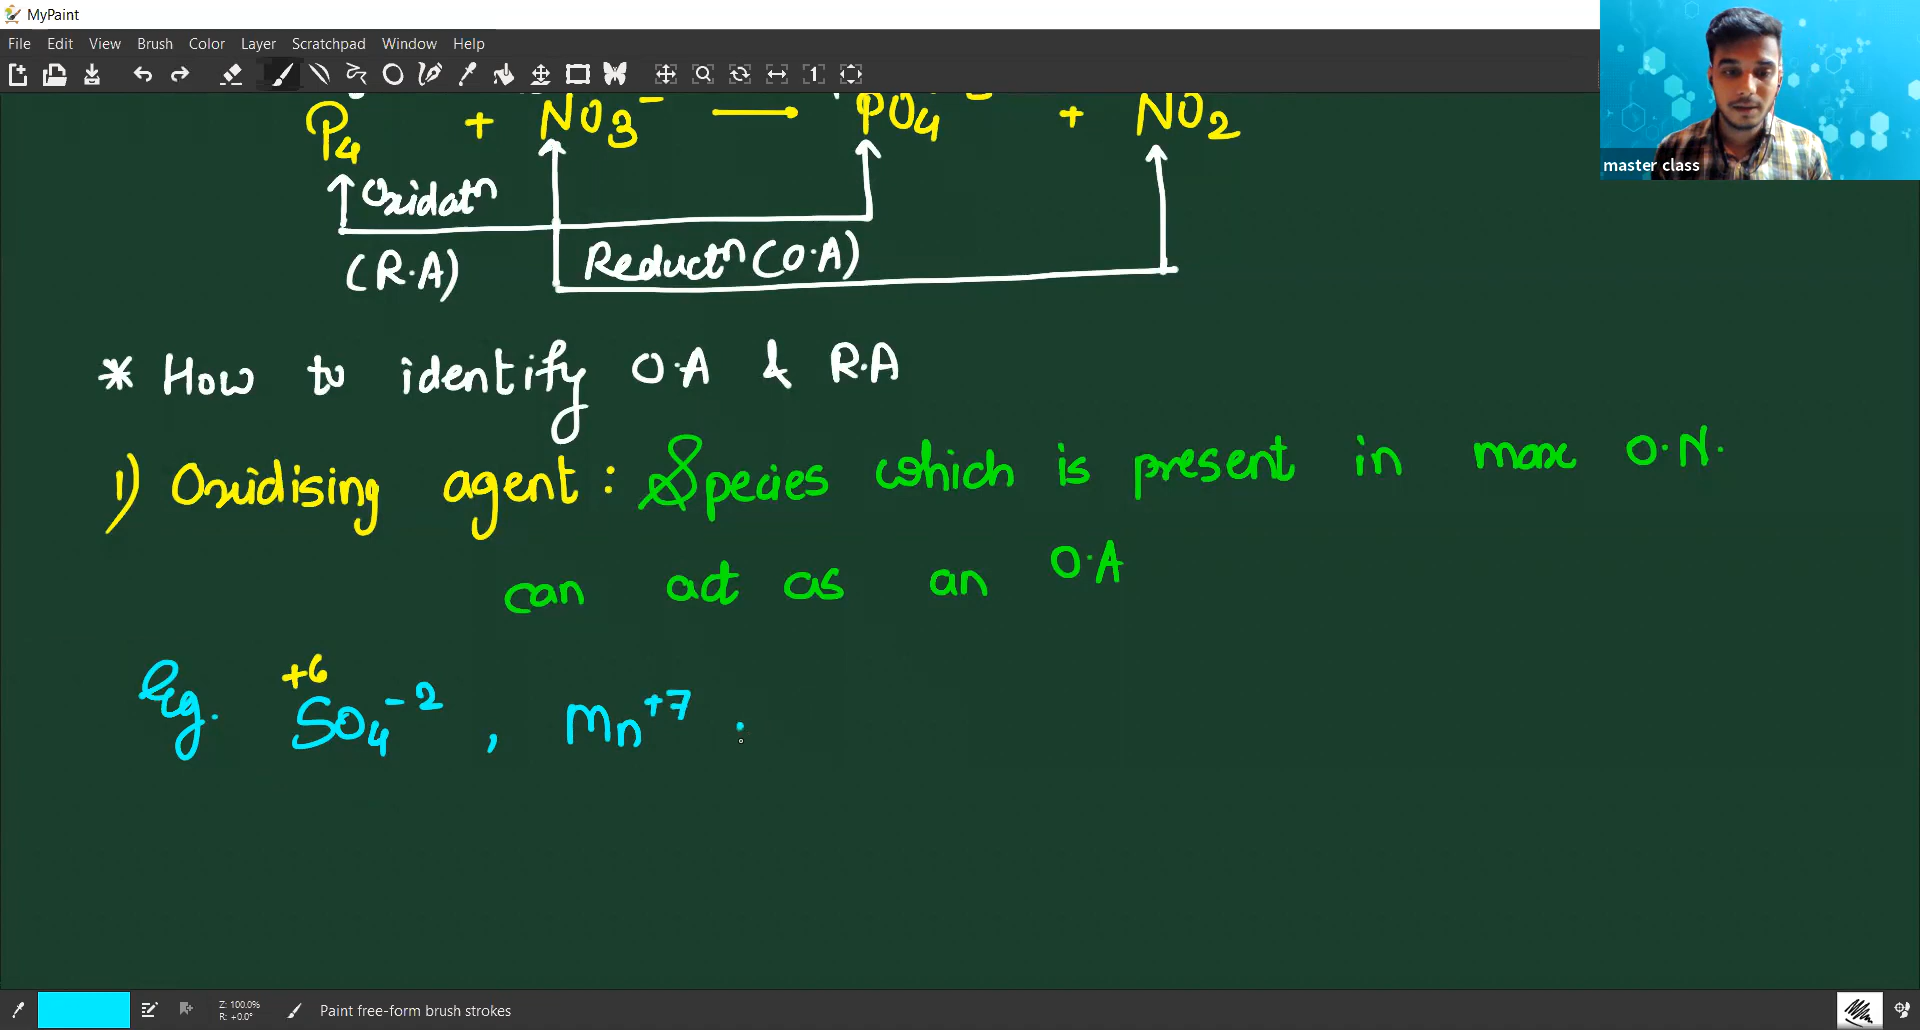 MyPaint
File Edit View Brush Color Layer Scratchpad Window Help
master class
P4 + NO3⁻ ⟶ PO4 + NO2
Oxidatⁿ
(R.A)
Reductⁿ (O.A)
* How to identify O.A & R.A
1) Oxidising agent : Species which is present in max O.N.
can act as an O.A
+6
Eg. SO4⁻², Mn⁺⁷
Z: 100.0%
R: +0.0°
Paint free-form brush strokes